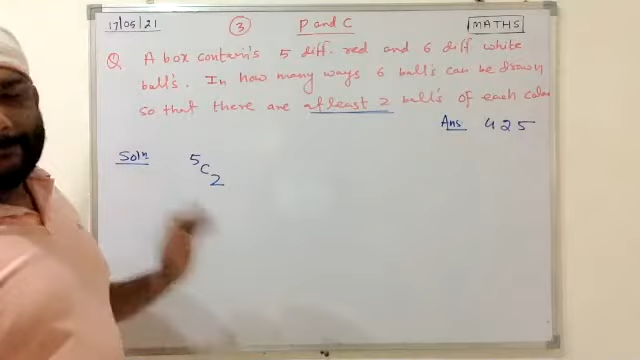 17/05/21 3 P and C MATHS
Q A box contain's 5 diff. red and 6 diff white
ball's. In how many ways 6 ball's can be drawn
so that there are atleast 2 ball's of each color
Ans 425
Solⁿ ⁵C₂